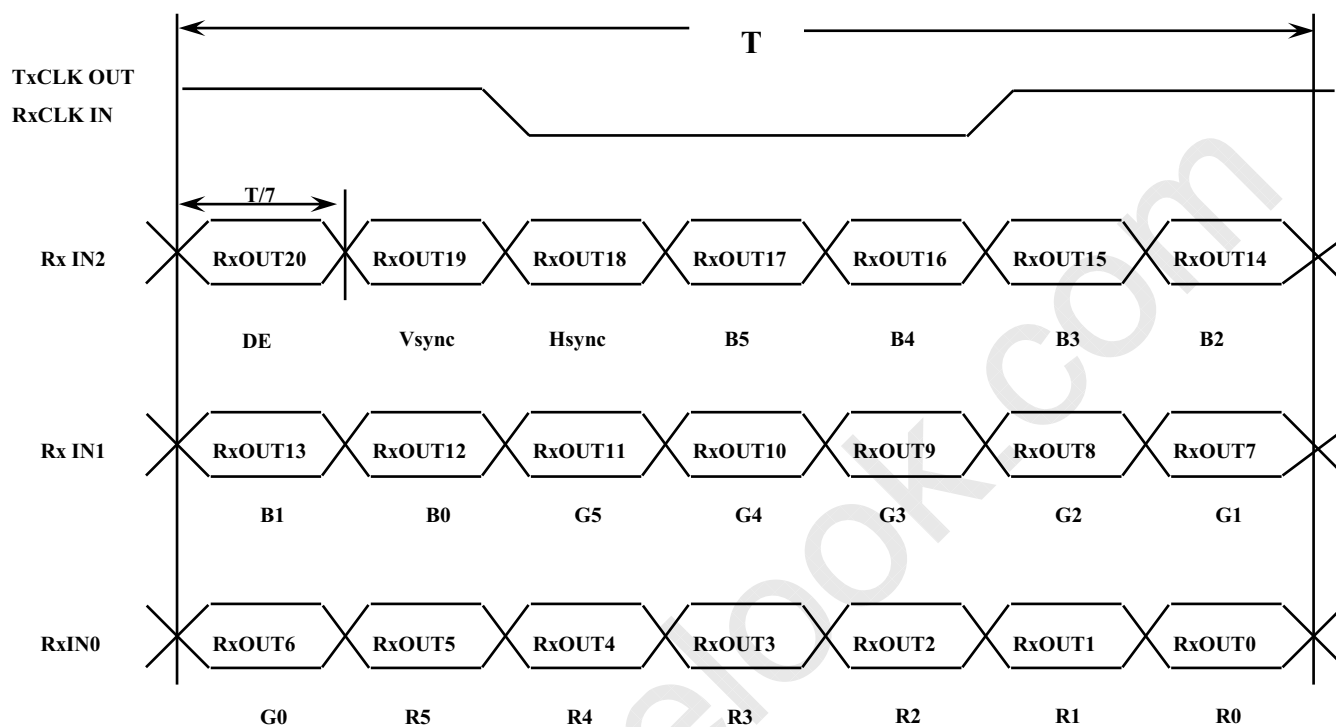 T
TxCLK OUT
RxCLK IN
T/7
Rx IN2 RxOUT20 RxOUT19 RxOUT18 RxOUT17 RxOUT16 RxOUT15 RxOUT14
DE Vsync Hsync B5 B4 B3 B2
Rx IN1 RxOUT13 RxOUT12 RxOUT11 RxOUT10 RxOUT9 RxOUT8 RxOUT7
B1 B0 G5 G4 G3 G2 G1
RxIN0 RxOUT6 RxOUT5 RxOUT4 RxOUT3 RxOUT2 RxOUT1 RxOUT0
G0 R5 R4 R3 R2 R1 R0